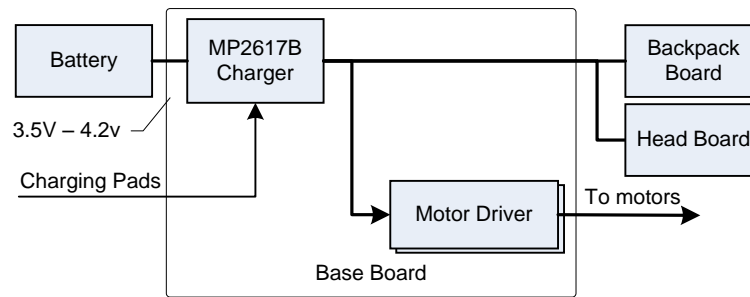 Battery
MP2617B
Charger
Backpack
Board
3.5V – 4.2v
Head Board
Charging Pads
Motor Driver
To motors
Base Board